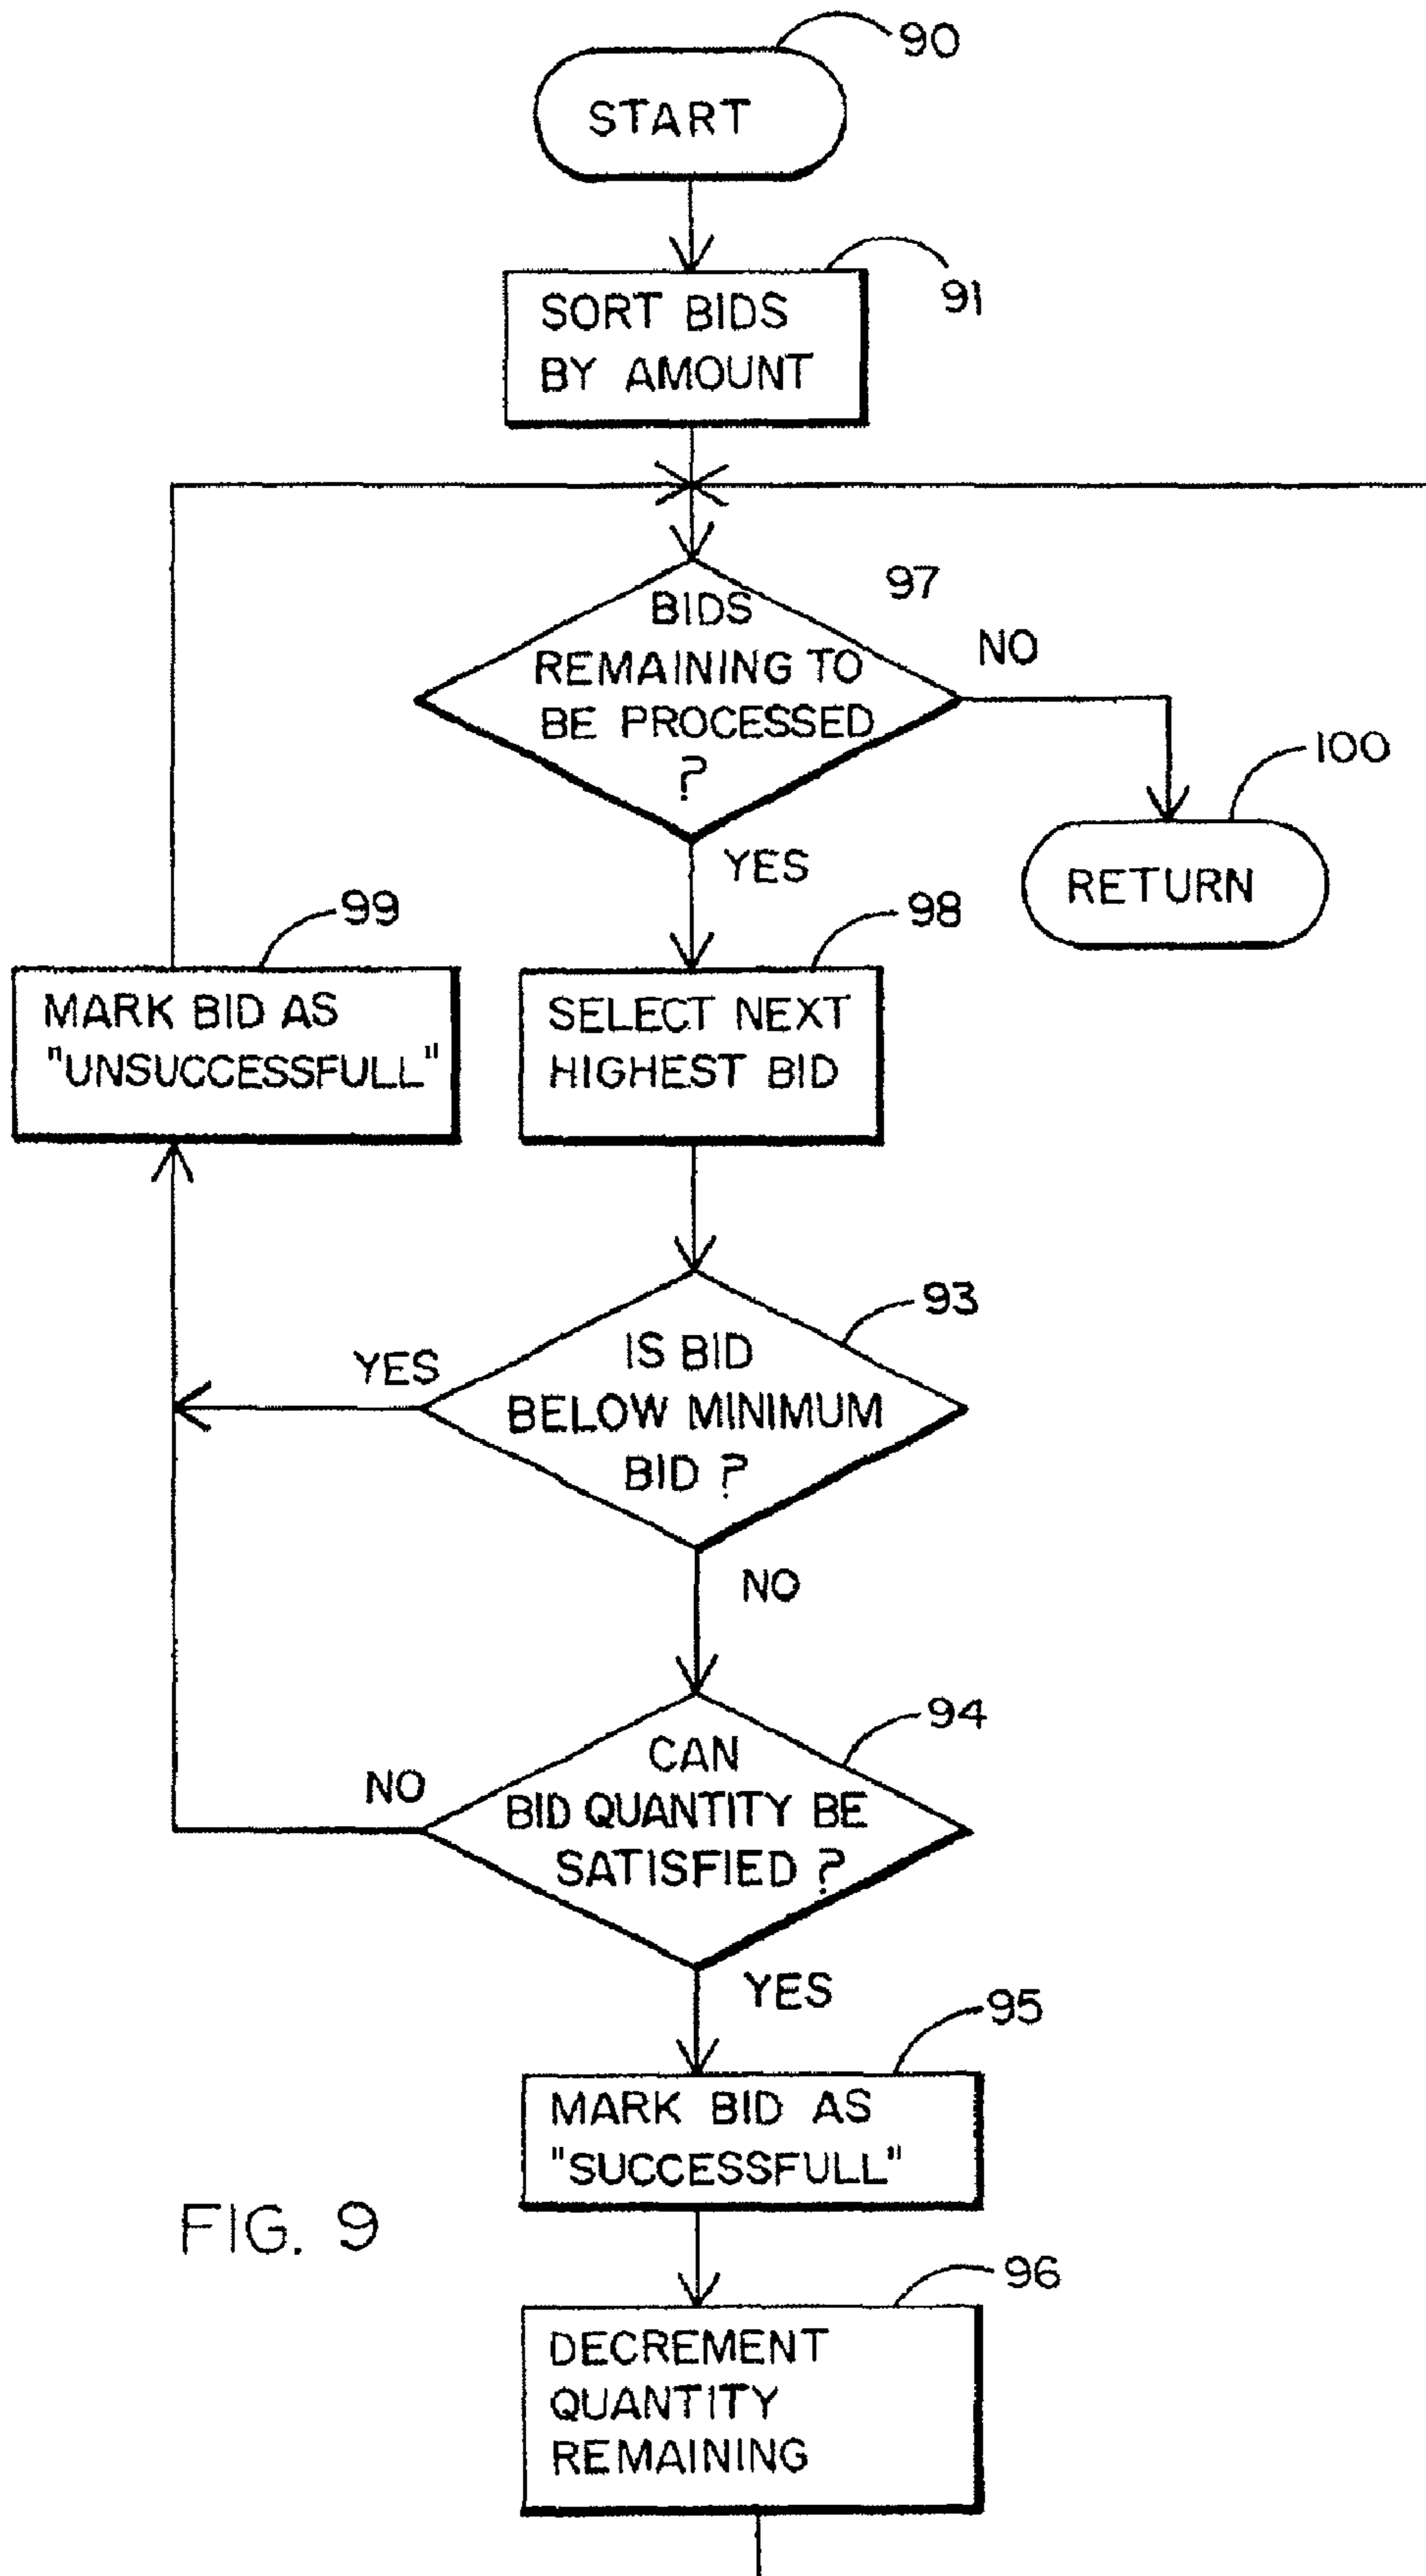 90
START
91
SORT BIDS
BY AMOUNT
97
BIDS
REMAINING TO
BE PROCESSED
?
NO
100
RETURN
YES
99
MARK BID AS
"UNSUCCESSFULL"
98
SELECT NEXT
HIGHEST BID
93
YES
IS BID
BELOW MINIMUM
BID ?
NO
94
NO
CAN
BID QUANTITY BE
SATISFIED ?
YES
95
MARK BID AS
"SUCCESSFULL"
FIG. 9
96
DECREMENT
QUANTITY
REMAINING